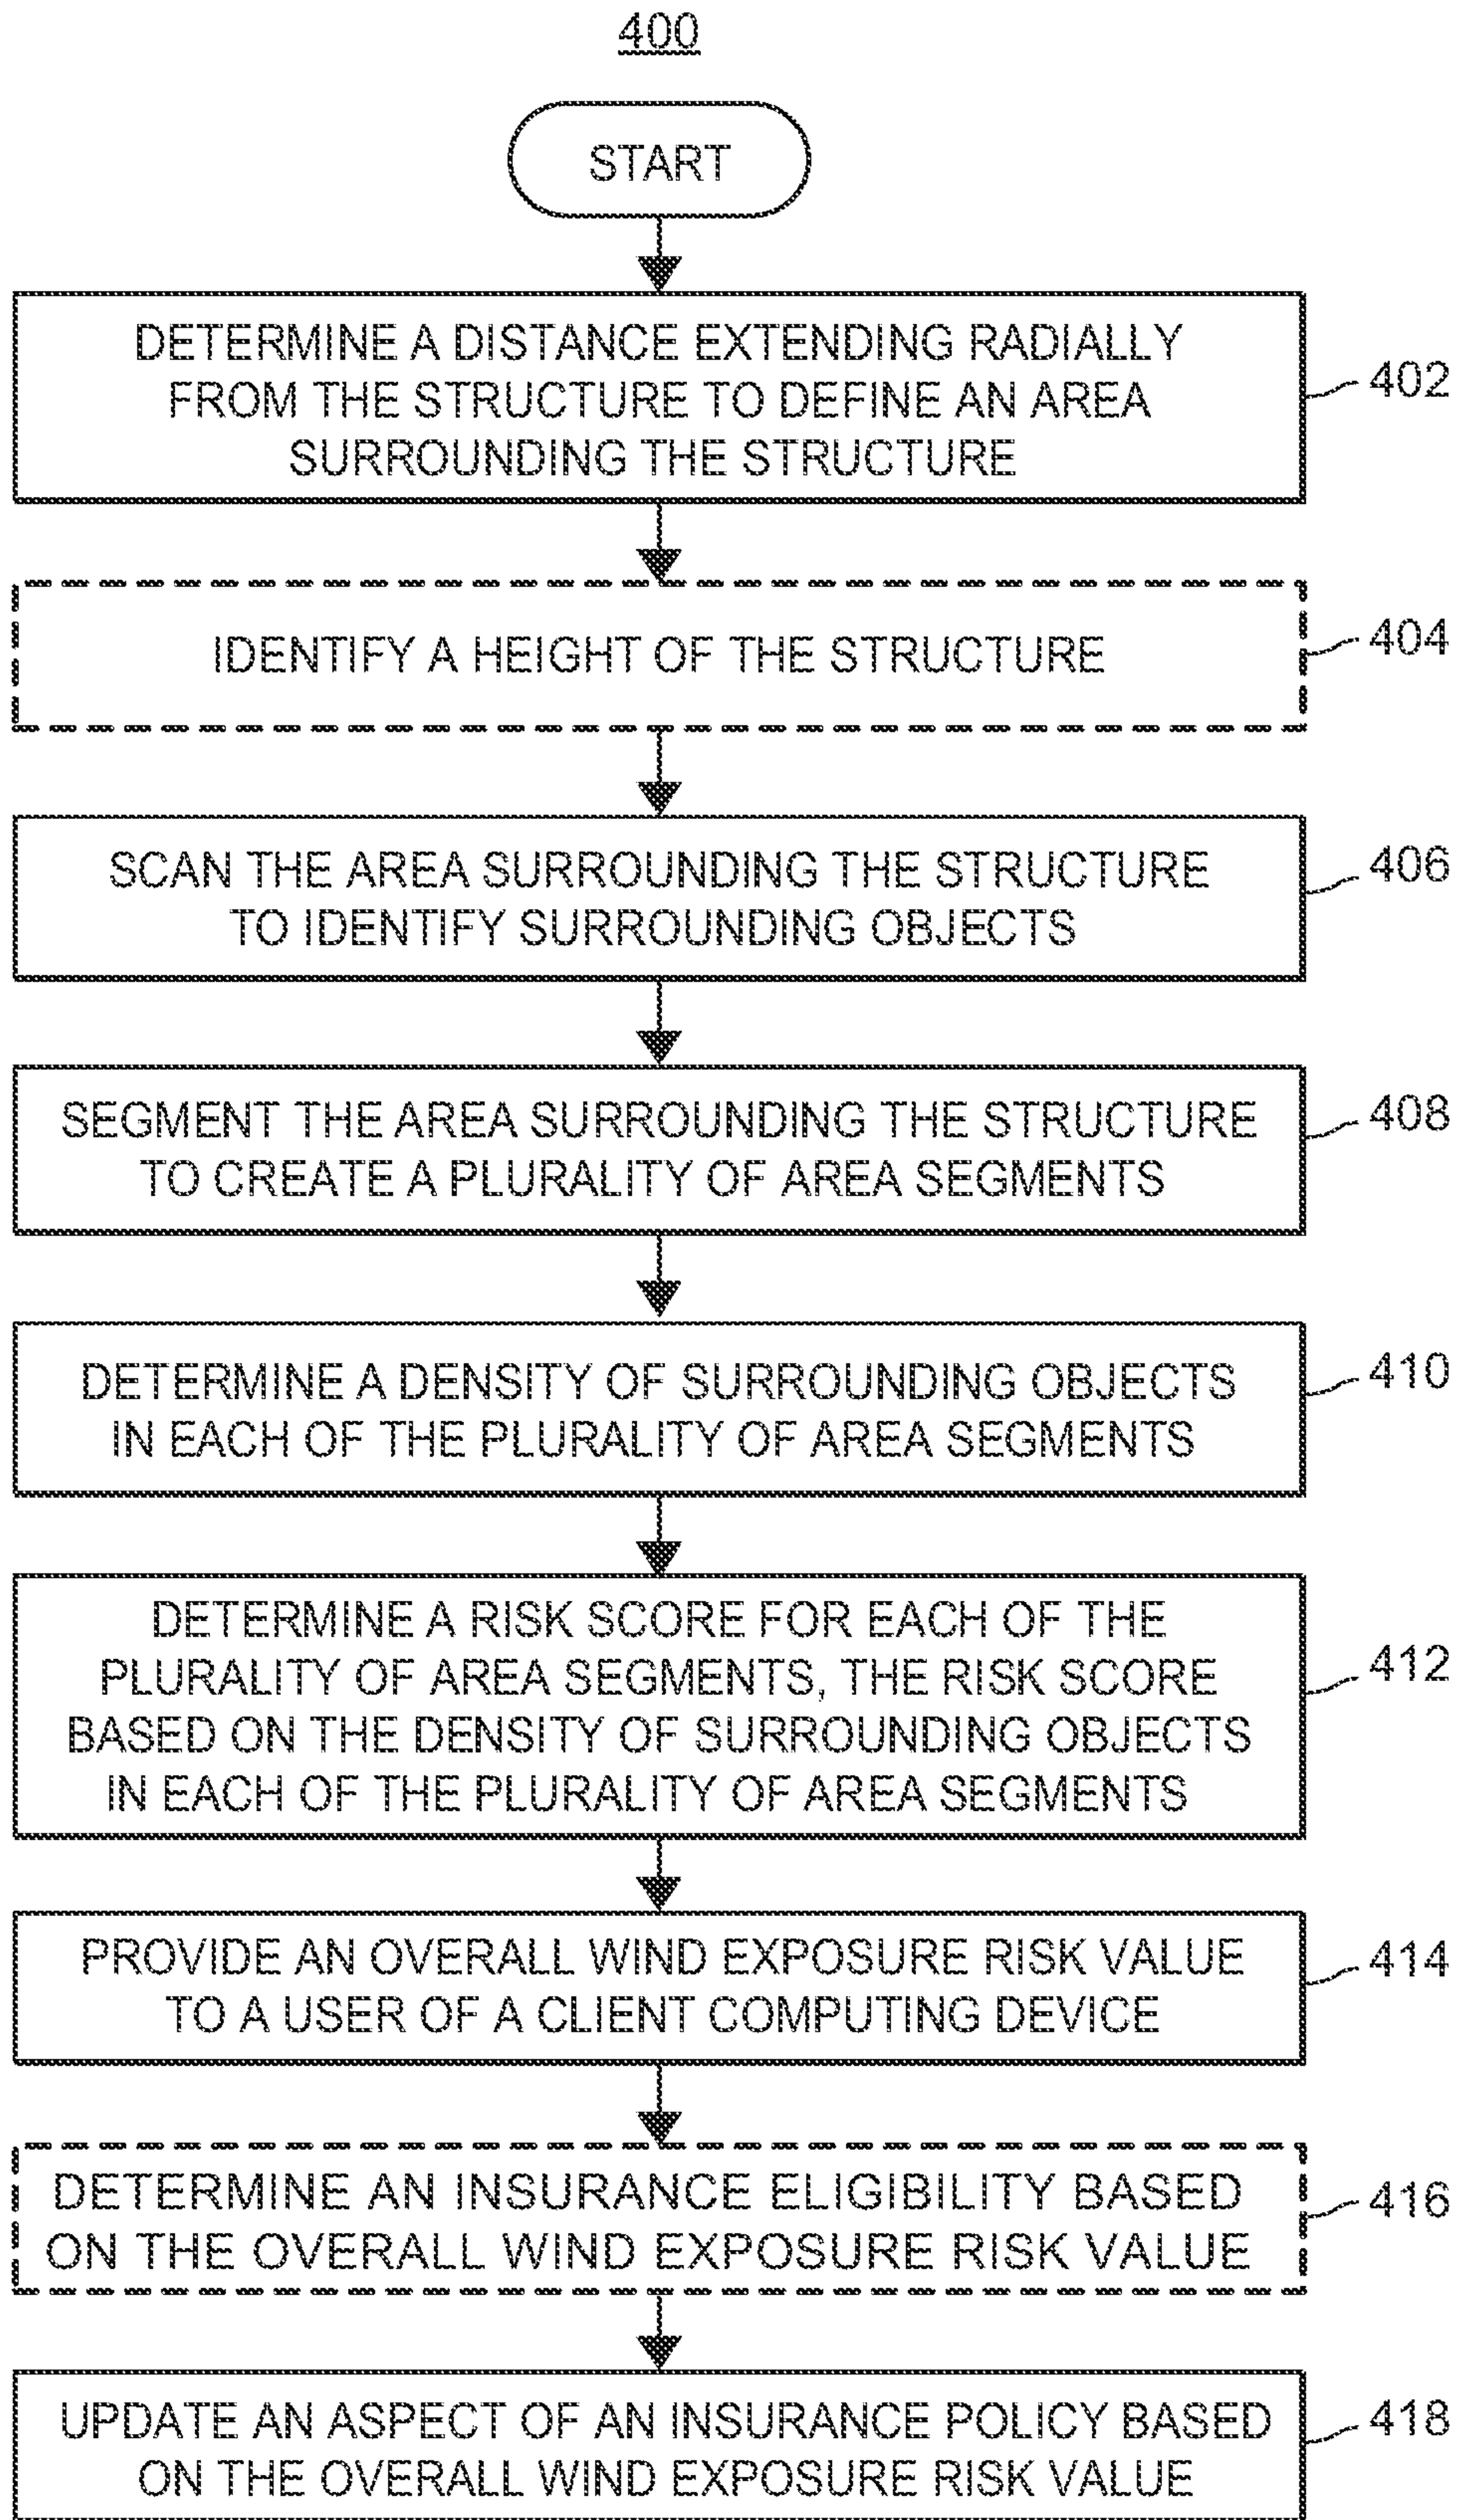 400
START
DETERMINE A DISTANCE EXTENDING RADIALLY
FROM THE STRUCTURE TO DEFINE AN AREA
SURROUNDING THE STRUCTURE
402
IDENTIFY A HEIGHT OF THE STRUCTURE
404
SCAN THE AREA SURROUNDING THE STRUCTURE
TO IDENTIFY SURROUNDING OBJECTS
406
SEGMENT THE AREA SURROUNDING THE STRUCTURE
TO CREATE A PLURALITY OF AREA SEGMENTS
408
DETERMINE A DENSITY OF SURROUNDING OBJECTS
IN EACH OF THE PLURALITY OF AREA SEGMENTS
410
DETERMINE A RISK SCORE FOR EACH OF THE
PLURALITY OF AREA SEGMENTS, THE RISK SCORE
BASED ON THE DENSITY OF SURROUNDING OBJECTS
IN EACH OF THE PLURALITY OF AREA SEGMENTS
412
PROVIDE AN OVERALL WIND EXPOSURE RISK VALUE
TO A USER OF A CLIENT COMPUTING DEVICE
414
DETERMINE AN INSURANCE ELIGIBILITY BASED
ON THE OVERALL WIND EXPOSURE RISK VALUE
416
UPDATE AN ASPECT OF AN INSURANCE POLICY BASED
ON THE OVERALL WIND EXPOSURE RISK VALUE
418